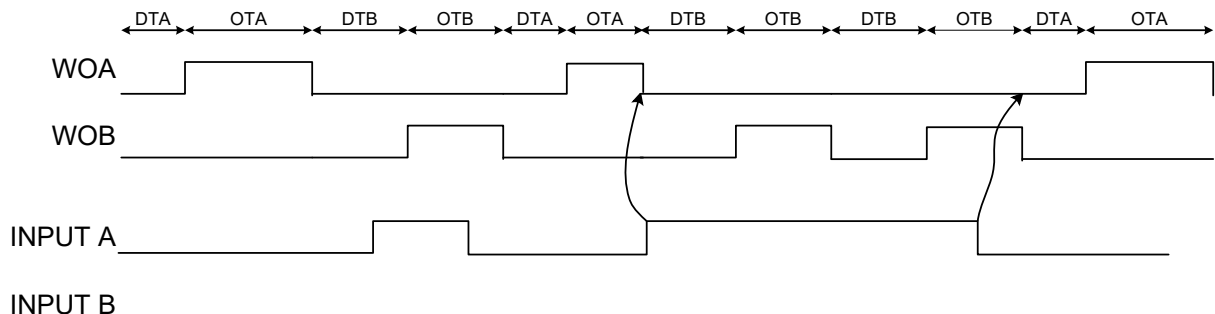 DTA OTA DTB OTB DTA OTA DTB OTB DTB OTB DTA OTA
WOA
WOB
INPUT A
INPUT B